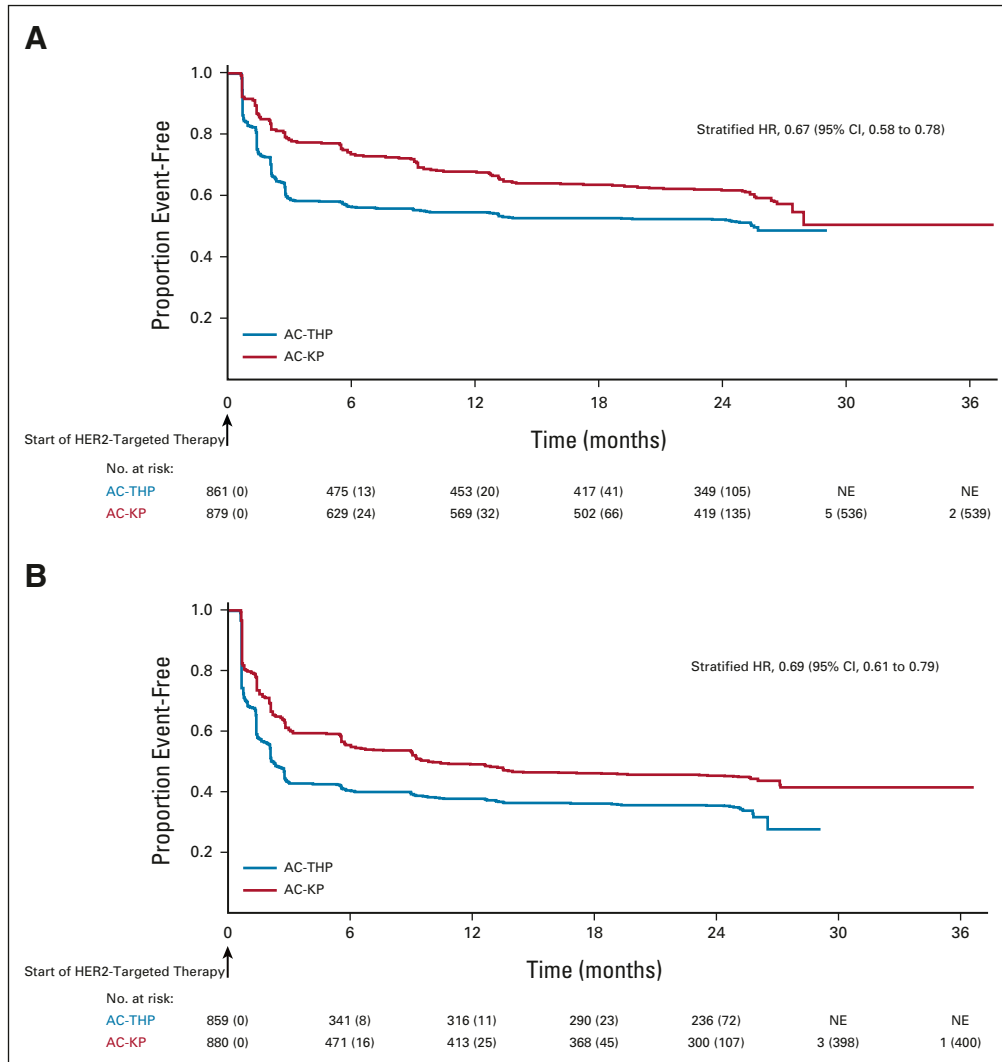 A
Proportion Event-Free
1.0
0.8
0.6
0.4
0.2
Stratified HR, 0.67 (95% CI, 0.58 to 0.78)
AC-THP
AC-KP
0 6 12 18 24 30 36
Start of HER2-Targeted Therapy
Time (months)
No. at risk:
AC-THP 861 (0) 475 (13) 453 (20) 417 (41) 349 (105) NE NE
AC-KP 879 (0) 629 (24) 569 (32) 502 (66) 419 (135) 5 (536) 2 (539)
B
Proportion Event-Free
1.0
0.8
0.6
0.4
0.2
Stratified HR, 0.69 (95% CI, 0.61 to 0.79)
AC-THP
AC-KP
0 6 12 18 24 30 36
Start of HER2-Targeted Therapy
Time (months)
No. at risk:
AC-THP 859 (0) 341 (8) 316 (11) 290 (23) 236 (72) NE NE
AC-KP 880 (0) 471 (16) 413 (25) 368 (45) 300 (107) 3 (398) 1 (400)